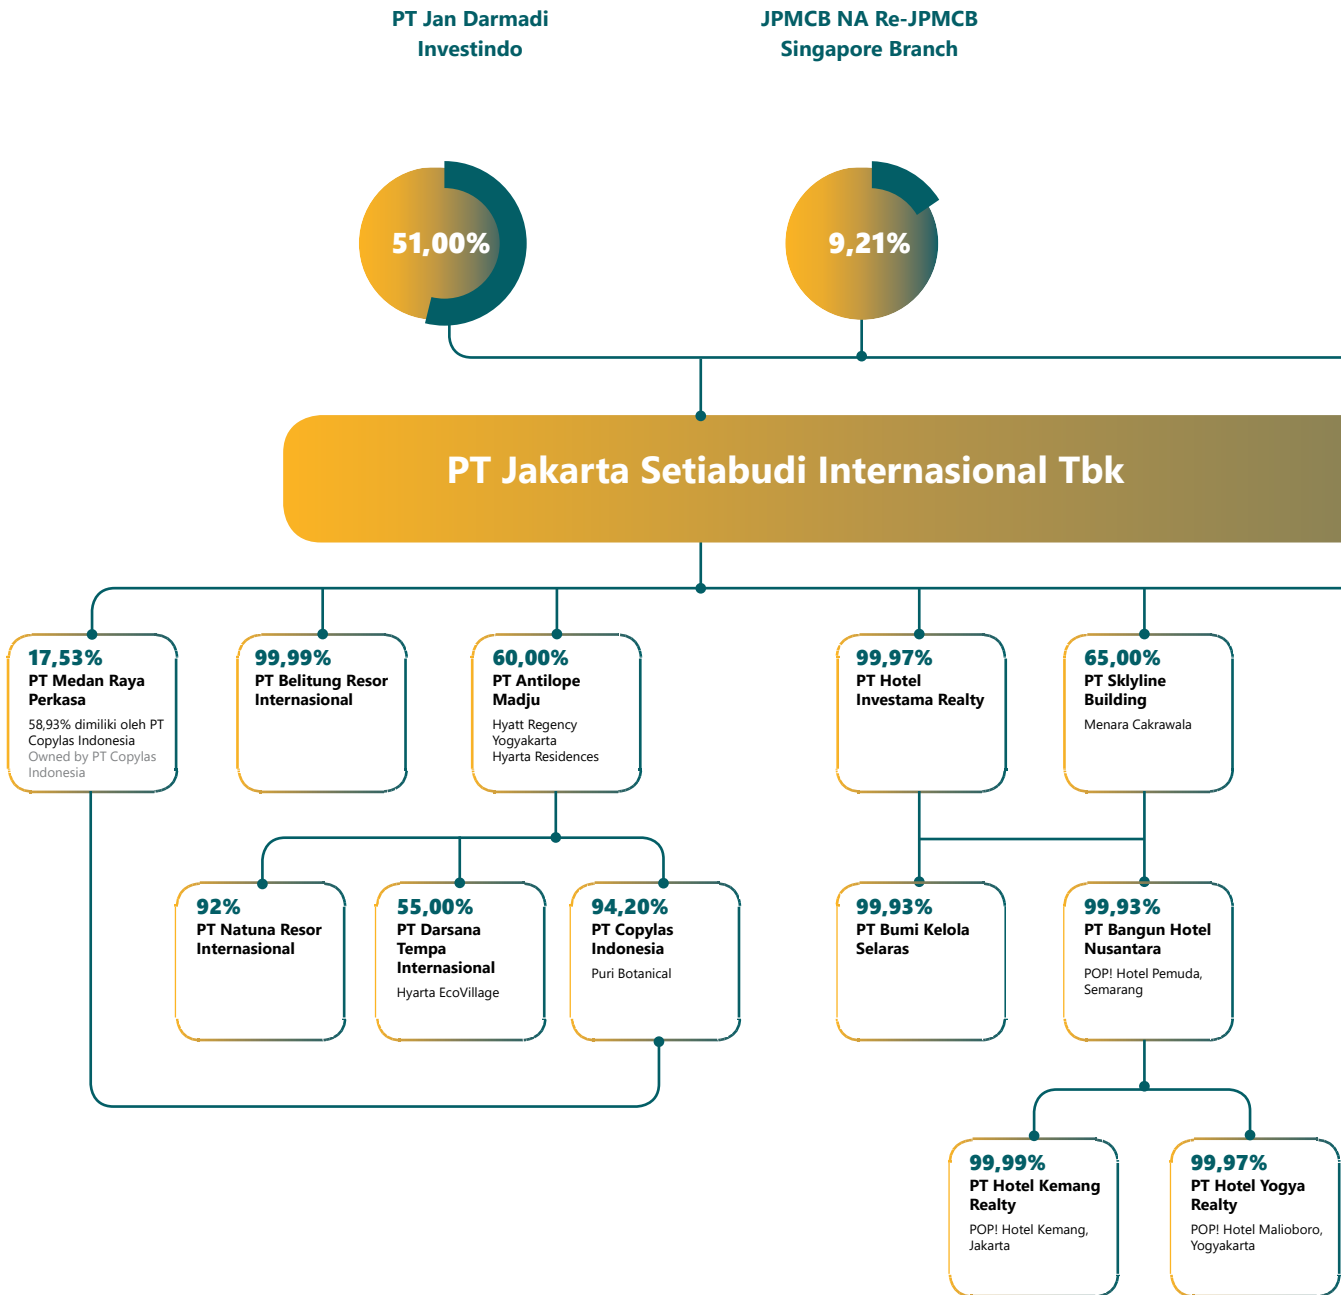 PT Jan Darmadi
Investindo
JPMCB NA Re-JPMCB
Singapore Branch
51,00%
9,21%
PT Jakarta Setiabudi Internasional Tbk
17,53%
PT Medan Raya
Perkasa
58,93% dimiliki oleh PT
Copylas Indonesia
Owned by PT Copylas
Indonesia
99,99%
PT Belitung Resor
Internasional
60,00%
PT Antilope
Madju
Hyatt Regency
Yogyakarta
Hyarta Residences
99,97%
PT Hotel
Investama Realty
65,00%
PT Sklyline
Building
Menara Cakrawala
92%
PT Natuna Resor
Internasional
55,00%
PT Darsana
Tempa
Internasional
Hyarta EcoVillage
94,20%
PT Copylas
Indonesia
Puri Botanical
99,93%
PT Bumi Kelola
Selaras
99,93%
PT Bangun Hotel
Nusantara
POP! Hotel Pemuda,
Semarang
99,99%
PT Hotel Kemang
Realty
POP! Hotel Kemang,
Jakarta
99,97%
PT Hotel Yogya
Realty
POP! Hotel Malioboro,
Yogyakarta